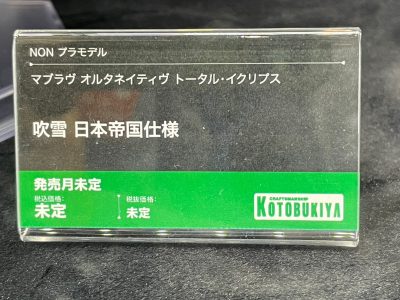 NON プラモデル
マブラヴ オルタネイティヴ トータル・イクリプス
吹雪 日本帝国仕様
発売月未定
税込価格: 税抜価格:
未定 未定
CRAFTSMANSHIP
KOTOBUKIYA